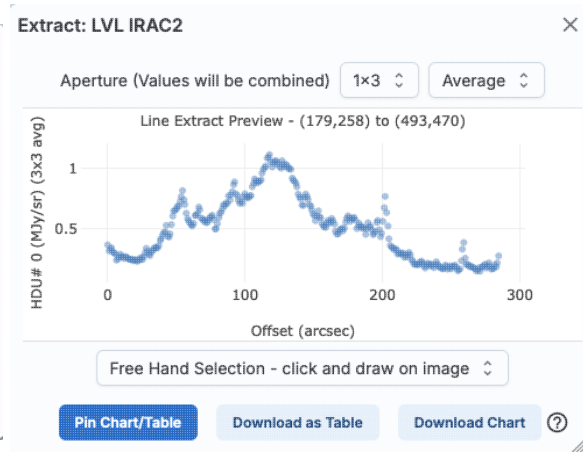 Extract: LVL IRAC2
Aperture (Values will be combined) 1×3 Average
Line Extract Preview - (179,258) to (493,470)
HDU# 0 (MJy/sr) (3x3 avg)
1
0.5
0 100 200 300
Offset (arcsec)
Free Hand Selection - click and draw on image
Pin Chart/Table Download as Table Download Chart ?